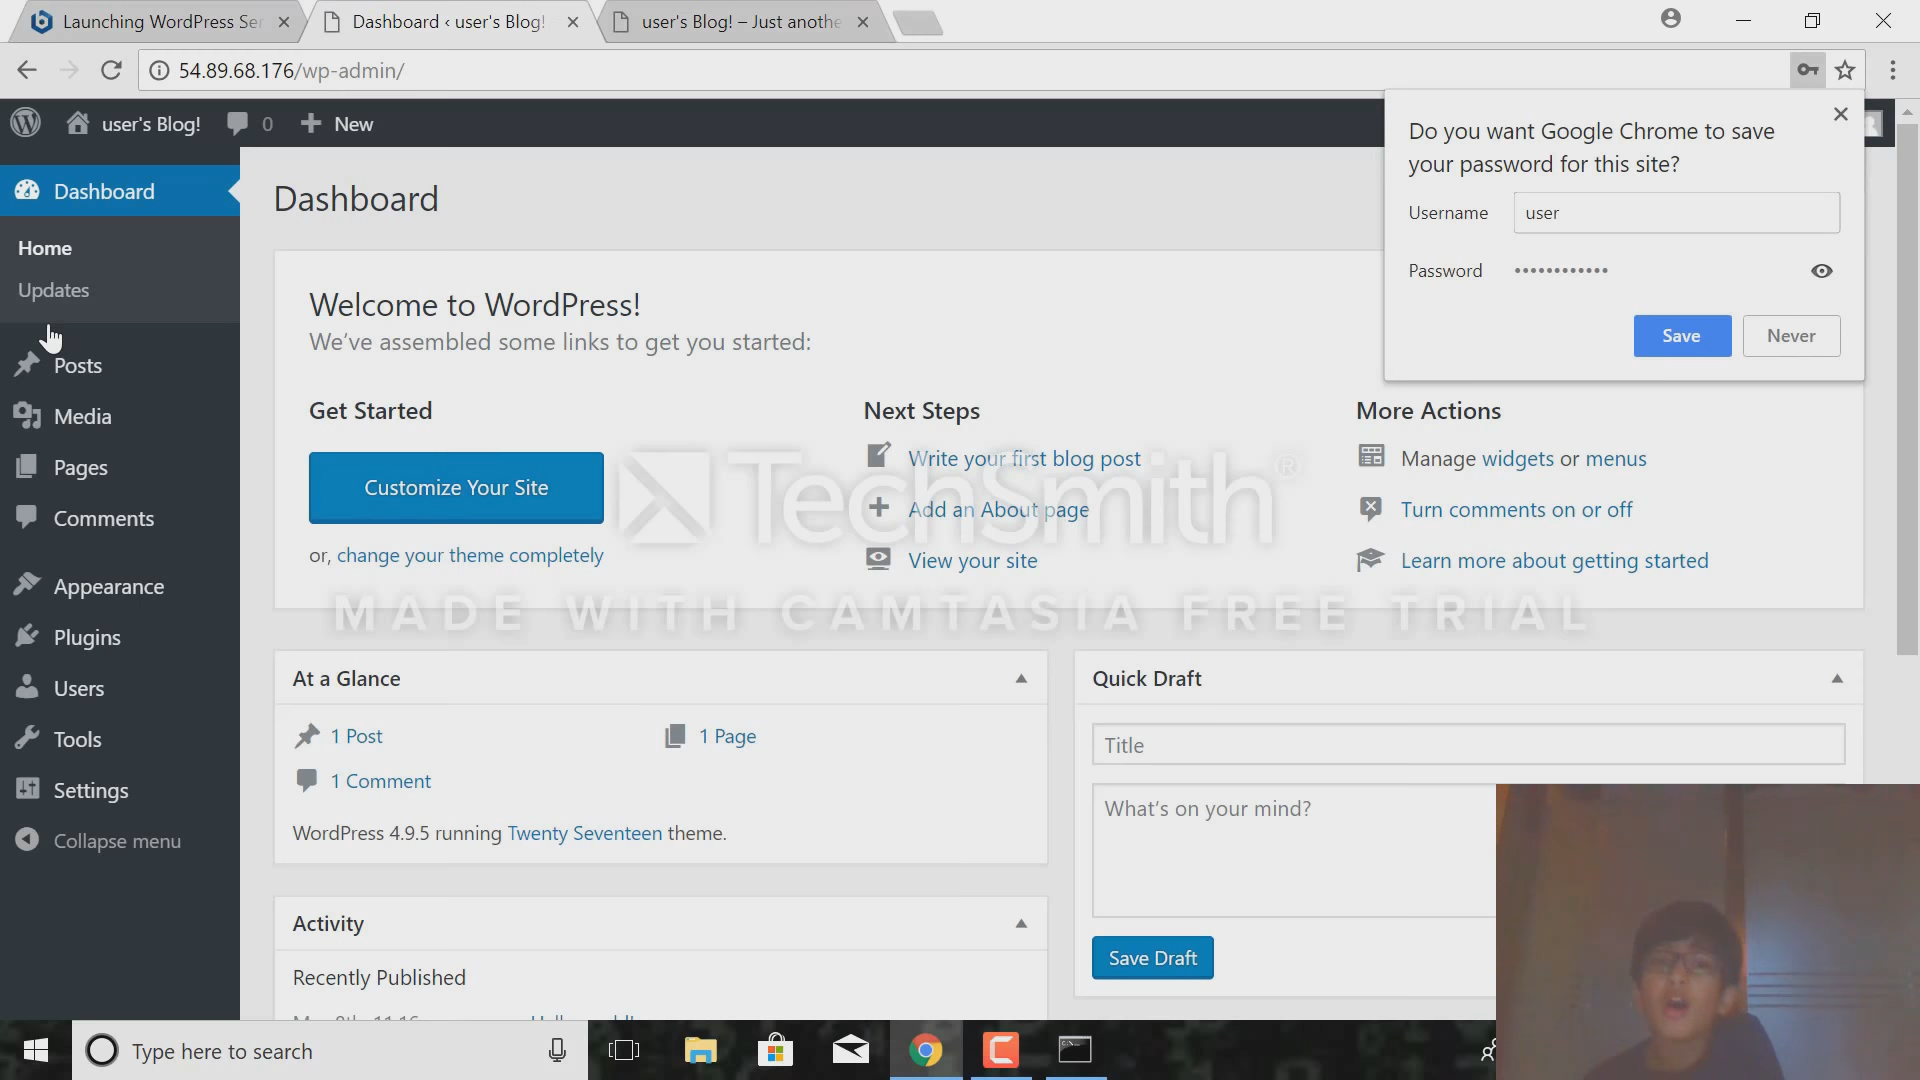 Launching WordPress Ser
Dashboard ‹ user's Blog!
user's Blog! – Just anothe
54.89.68.176/wp-admin/
user's Blog!
0
New
Do you want Google Chrome to save
your password for this site?
Username
user
Password
••••••••••••
Save
Never
Dashboard
Home
Updates
Posts
Media
Pages
Comments
Appearance
Plugins
Users
Tools
Settings
Collapse menu
Dashboard
Welcome to WordPress!
We've assembled some links to get you started:
Get Started
Customize Your Site
or, change your theme completely
Next Steps
Write your first blog post
Add an About page
View your site
More Actions
Manage widgets or menus
Turn comments on or off
Learn more about getting started
TechSmith®
MADE WITH CAMTASIA FREE TRIAL
At a Glance
1 Post
1 Page
1 Comment
WordPress 4.9.5 running Twenty Seventeen theme.
Activity
Recently Published
Quick Draft
Title
What's on your mind?
Save Draft
Type here to search